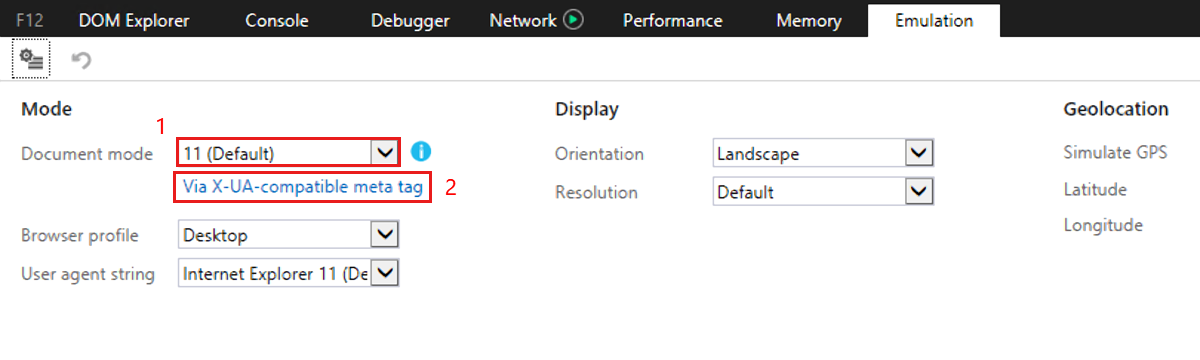 F12 DOM Explorer Console Debugger Network Performance Memory Emulation
Mode Display Geolocation
1
Document mode 11 (Default) i Orientation Landscape Simulate GPS
Via X-UA-compatible meta tag 2 Resolution Default Latitude
Browser profile Desktop Longitude
User agent string Internet Explorer 11 (De